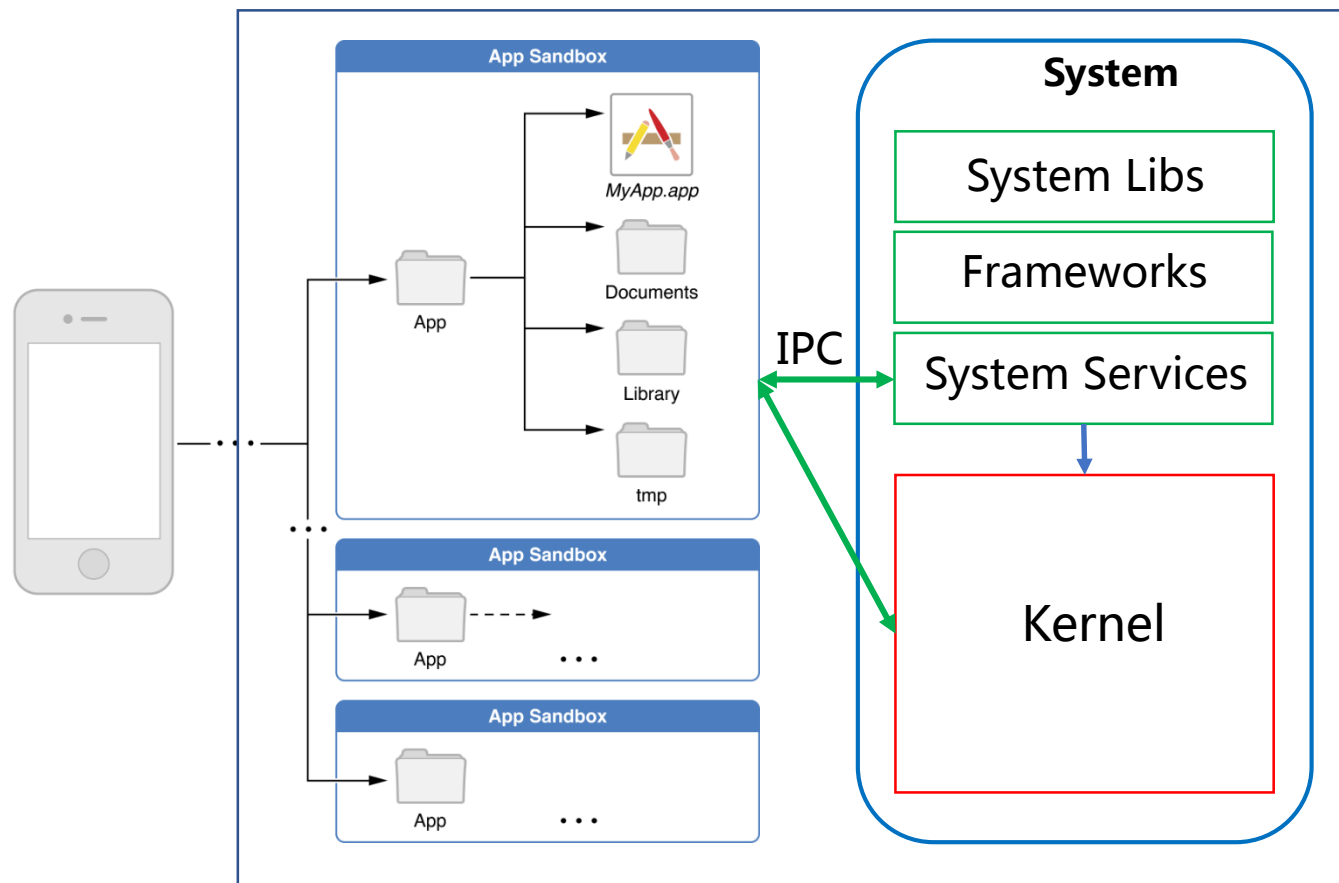 App Sandbox
MyApp.app
App
Documents
Library
tmp
App Sandbox
App
App Sandbox
App
IPC
System
System Libs
Frameworks
System Services
Kernel